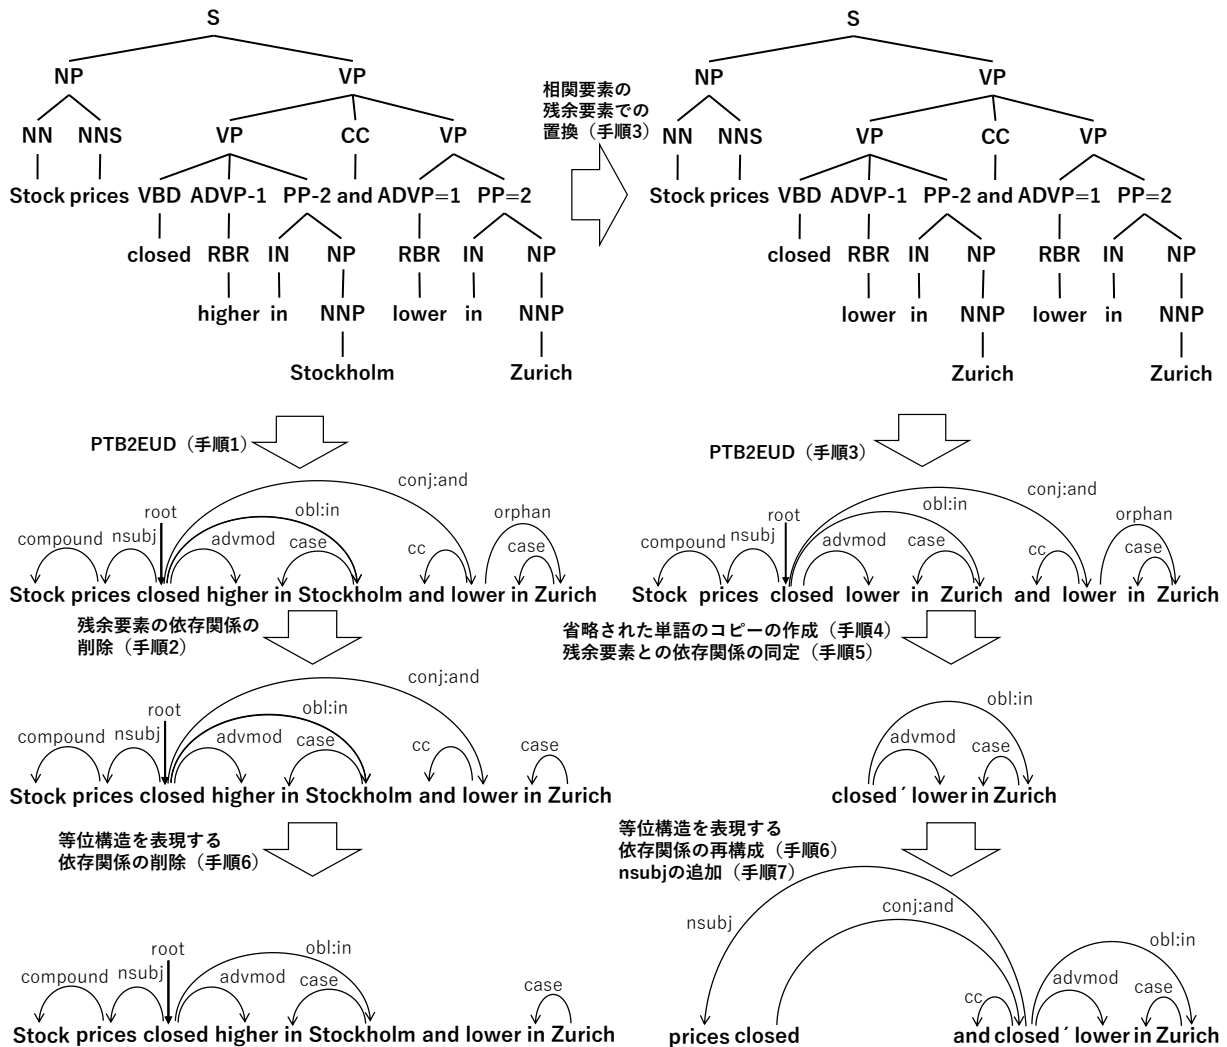 S
NP VP
NN NNS VP CC VP
Stock prices VBD ADVP-1 PP-2 and ADVP=1 PP=2
closed RBR IN NP RBR IN NP
higher in NNP lower in NNP
Stockholm Zurich
相関要素の
残余要素での
置換（手順3）
S
NP VP
NN NNS VP CC VP
Stock prices VBD ADVP-1 PP-2 and ADVP=1 PP=2
closed RBR IN NP RBR IN NP
lower in NNP lower in NNP
Zurich Zurich
PTB2EUD（手順1）
conj:and
root obl:in orphan
compound nsubj advmod case cc case
Stock prices closed higher in Stockholm and lower in Zurich
PTB2EUD（手順3）
conj:and
root obl:in orphan
compound nsubj advmod case cc case
Stock prices closed lower in Zurich and lower in Zurich
残余要素の依存関係の
削除（手順2）
conj:and
root obl:in
compound nsubj advmod case cc case
Stock prices closed higher in Stockholm and lower in Zurich
省略された単語のコピーの作成（手順4）
残余要素との依存関係の同定（手順5）
obl:in
advmod case
closed´lower in Zurich
等位構造を表現する
依存関係の削除（手順6）
root obl:in
compound nsubj advmod case case
Stock prices closed higher in Stockholm and lower in Zurich
等位構造を表現する
依存関係の再構成（手順6）
nsubjの追加（手順7）
nsubj conj:and obl:in
cc advmod case
prices closed and closed´lower in Zurich